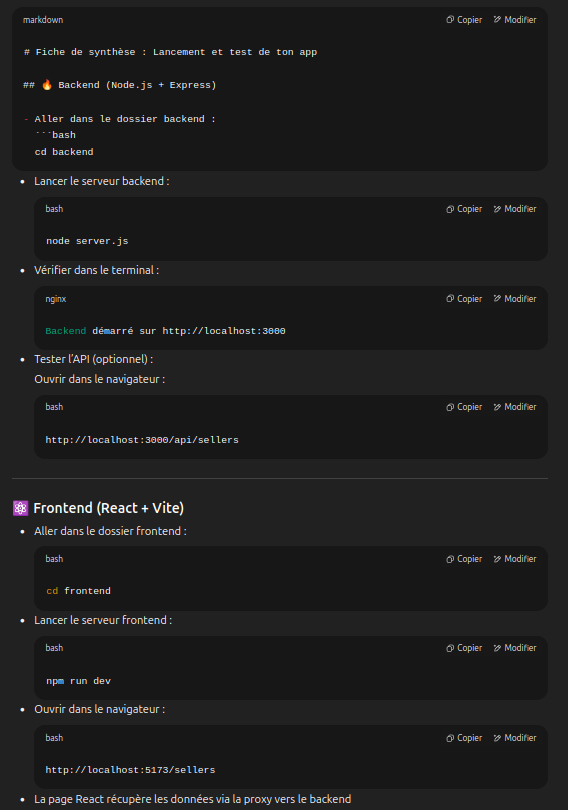 markdown Copier Modifier
# Fiche de synthèse : Lancement et test de ton app
## 🔥 Backend (Node.js + Express)
- Aller dans le dossier backend :
```bash
cd backend
• Lancer le serveur backend :
bash Copier Modifier
node server.js
• Vérifier dans le terminal :
nginx Copier Modifier
Backend démarré sur http://localhost:3000
• Tester l'API (optionnel) :
Ouvrir dans le navigateur :
bash Copier Modifier
http://localhost:3000/api/sellers
⚛️ Frontend (React + Vite)
• Aller dans le dossier frontend :
bash Copier Modifier
cd frontend
• Lancer le serveur frontend :
bash Copier Modifier
npm run dev
• Ouvrir dans le navigateur :
bash Copier Modifier
http://localhost:5173/sellers
• La page React récupère les données via la proxy vers le backend